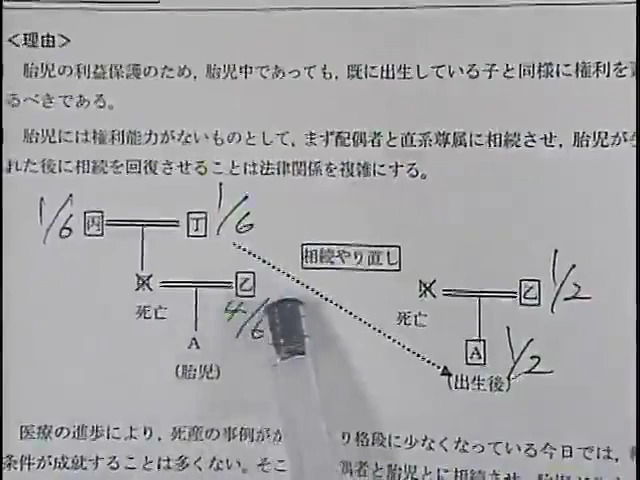 <理由>
胎児の利益保護のため，胎児中であっても，既に出生している子と同様に権利を
るべきである。
胎児には権利能力がないものとして，まず配偶者と直系尊属に相続させ，胎児が
れた後に相続を回復させることは法律関係を複雑にする。
1/6 丙 丁 1/6
相続やり直し
乙 乙 1/2
死亡 4/6 死亡
A A 1/2
(胎児) (出生後)
医療の進歩により，死産の事例が り格段に少なくなっている今日では，
条件が成就することは多くない。そこ 偶者と胎児とに相続させ，胎児